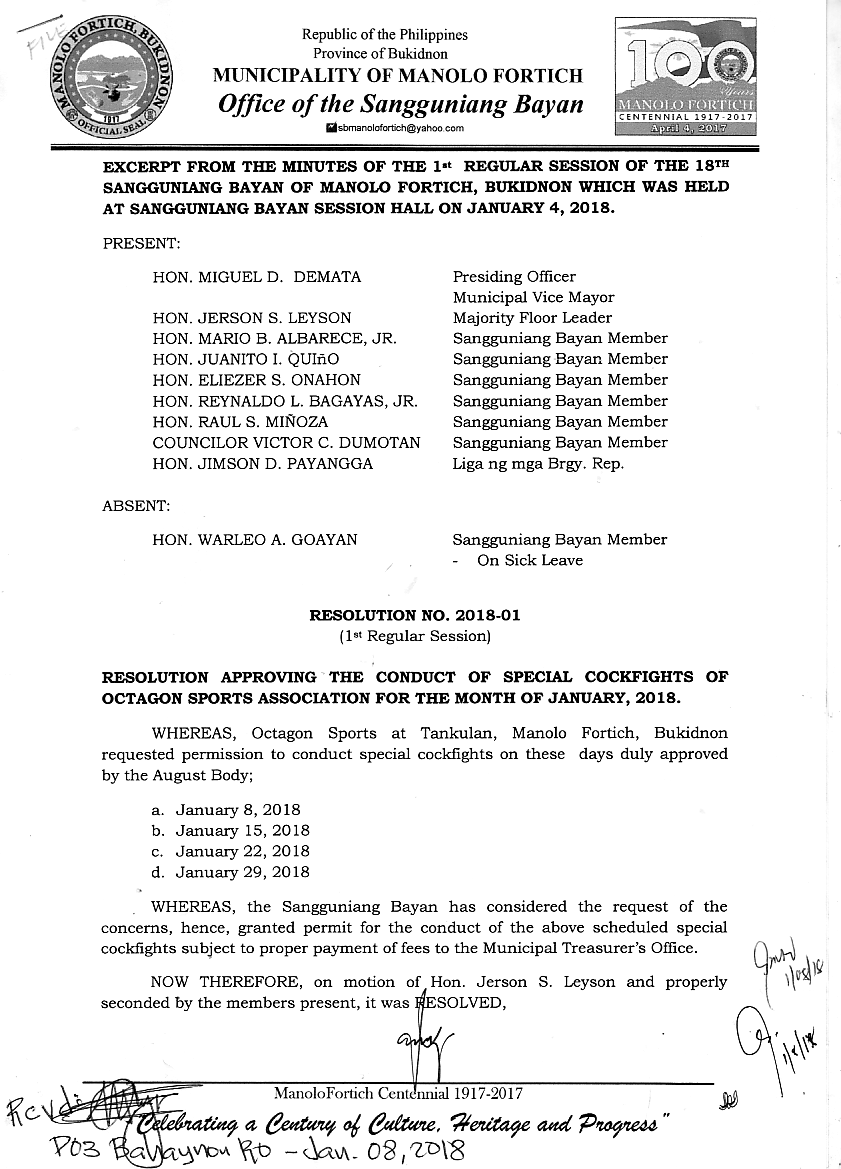 FILE
MANOLO FORTICH, BUKIDNON
1917
OFFICIAL SEAL
Republic of the Philippines
Province of Bukidnon
MUNICIPALITY OF MANOLO FORTICH
Office of the Sangguniang Bayan
sbmanolofortich@yahoo.com
100
Years
MANOLO FORTICH
CENTENNIAL 1917-2017
April 4, 2017
EXCERPT FROM THE MINUTES OF THE 1st REGULAR SESSION OF THE 18TH
SANGGUNIANG BAYAN OF MANOLO FORTICH, BUKIDNON WHICH WAS HELD
AT SANGGUNIANG BAYAN SESSION HALL ON JANUARY 4, 2018.
PRESENT:
HON. MIGUEL D. DEMATA Presiding Officer
Municipal Vice Mayor
HON. JERSON S. LEYSON Majority Floor Leader
HON. MARIO B. ALBARECE, JR. Sangguniang Bayan Member
HON. JUANITO I. QUIñO Sangguniang Bayan Member
HON. ELIEZER S. ONAHON Sangguniang Bayan Member
HON. REYNALDO L. BAGAYAS, JR. Sangguniang Bayan Member
HON. RAUL S. MIÑOZA Sangguniang Bayan Member
COUNCILOR VICTOR C. DUMOTAN Sangguniang Bayan Member
HON. JIMSON D. PAYANGGA Liga ng mga Brgy. Rep.
ABSENT:
HON. WARLEO A. GOAYAN Sangguniang Bayan Member
- On Sick Leave
RESOLUTION NO. 2018-01
(1st Regular Session)
RESOLUTION APPROVING THE CONDUCT OF SPECIAL COCKFIGHTS OF
OCTAGON SPORTS ASSOCIATION FOR THE MONTH OF JANUARY, 2018.
WHEREAS, Octagon Sports at Tankulan, Manolo Fortich, Bukidnon
requested permission to conduct special cockfights on these days duly approved
by the August Body;
a. January 8, 2018
b. January 15, 2018
c. January 22, 2018
d. January 29, 2018
WHEREAS, the Sangguniang Bayan has considered the request of the
concerns, hence, granted permit for the conduct of the above scheduled special
cockfights subject to proper payment of fees to the Municipal Treasurer's Office.
NOW THEREFORE, on motion of Hon. Jerson S. Leyson and properly
seconded by the members present, it was RESOLVED,
1/08/18
1/8/18
ManoloFortich Centennial 1917-2017
Rcvd
"Celebrating a Century of Culture, Heritage and Progress"
PO3 - Jan. 08, 2018